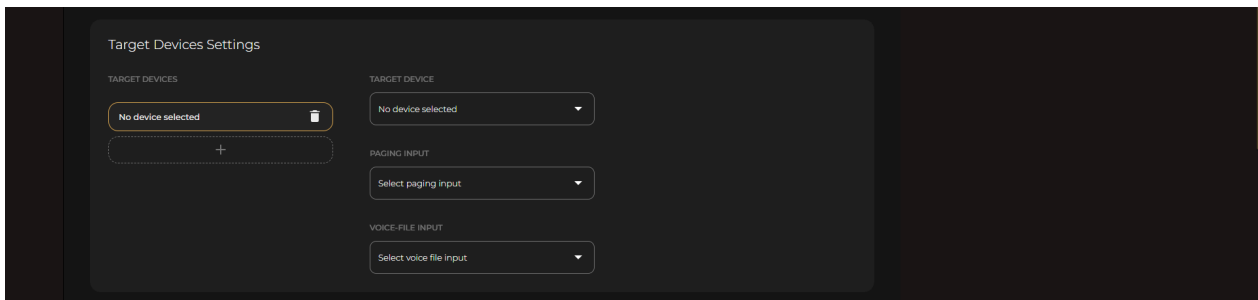 Target Devices Settings
TARGET DEVICES
No device selected
+
TARGET DEVICE
No device selected
PAGING INPUT
Select paging input
VOICE-FILE INPUT
Select voice file input